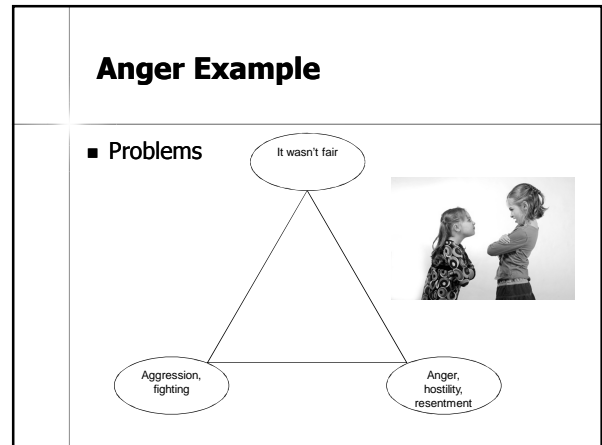 Anger Example
■ Problems
It wasn't fair
Aggression,
fighting
Anger,
hostility,
resentment